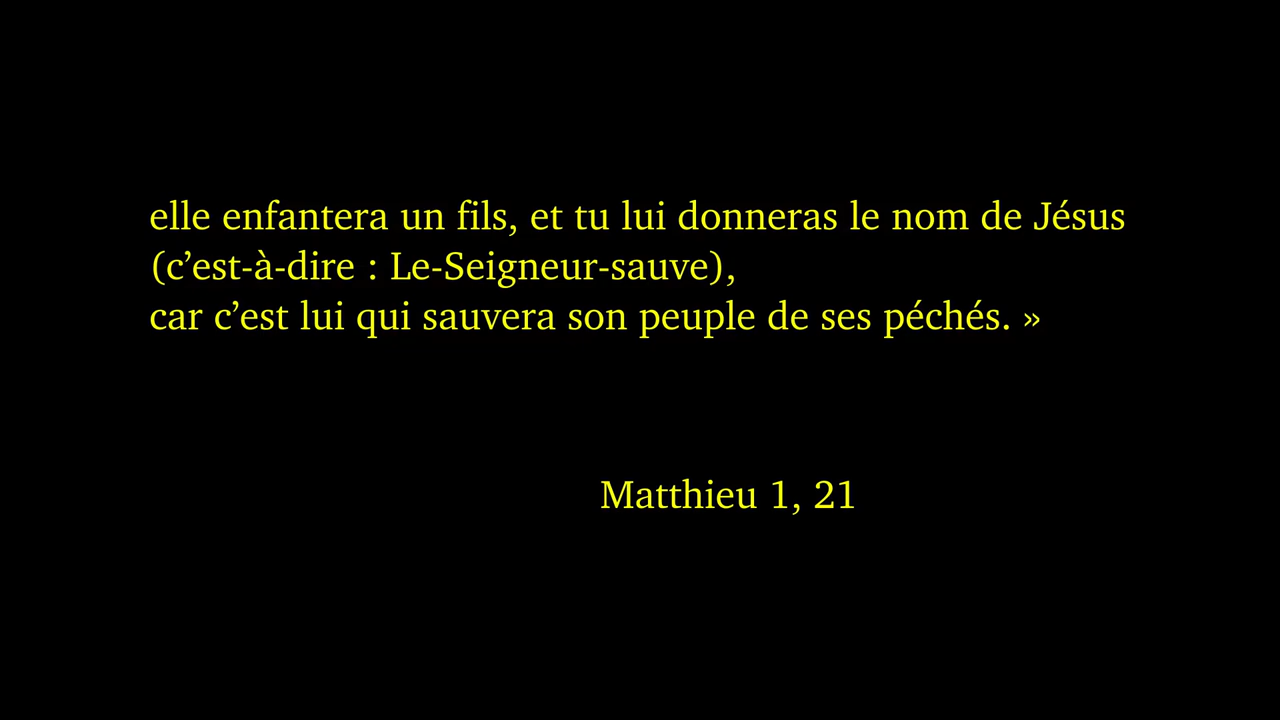 elle enfantera un fils, et tu lui donneras le nom de Jésus
(c’est-à-dire : Le-Seigneur-sauve),
car c’est lui qui sauvera son peuple de ses péchés. »
Matthieu 1, 21